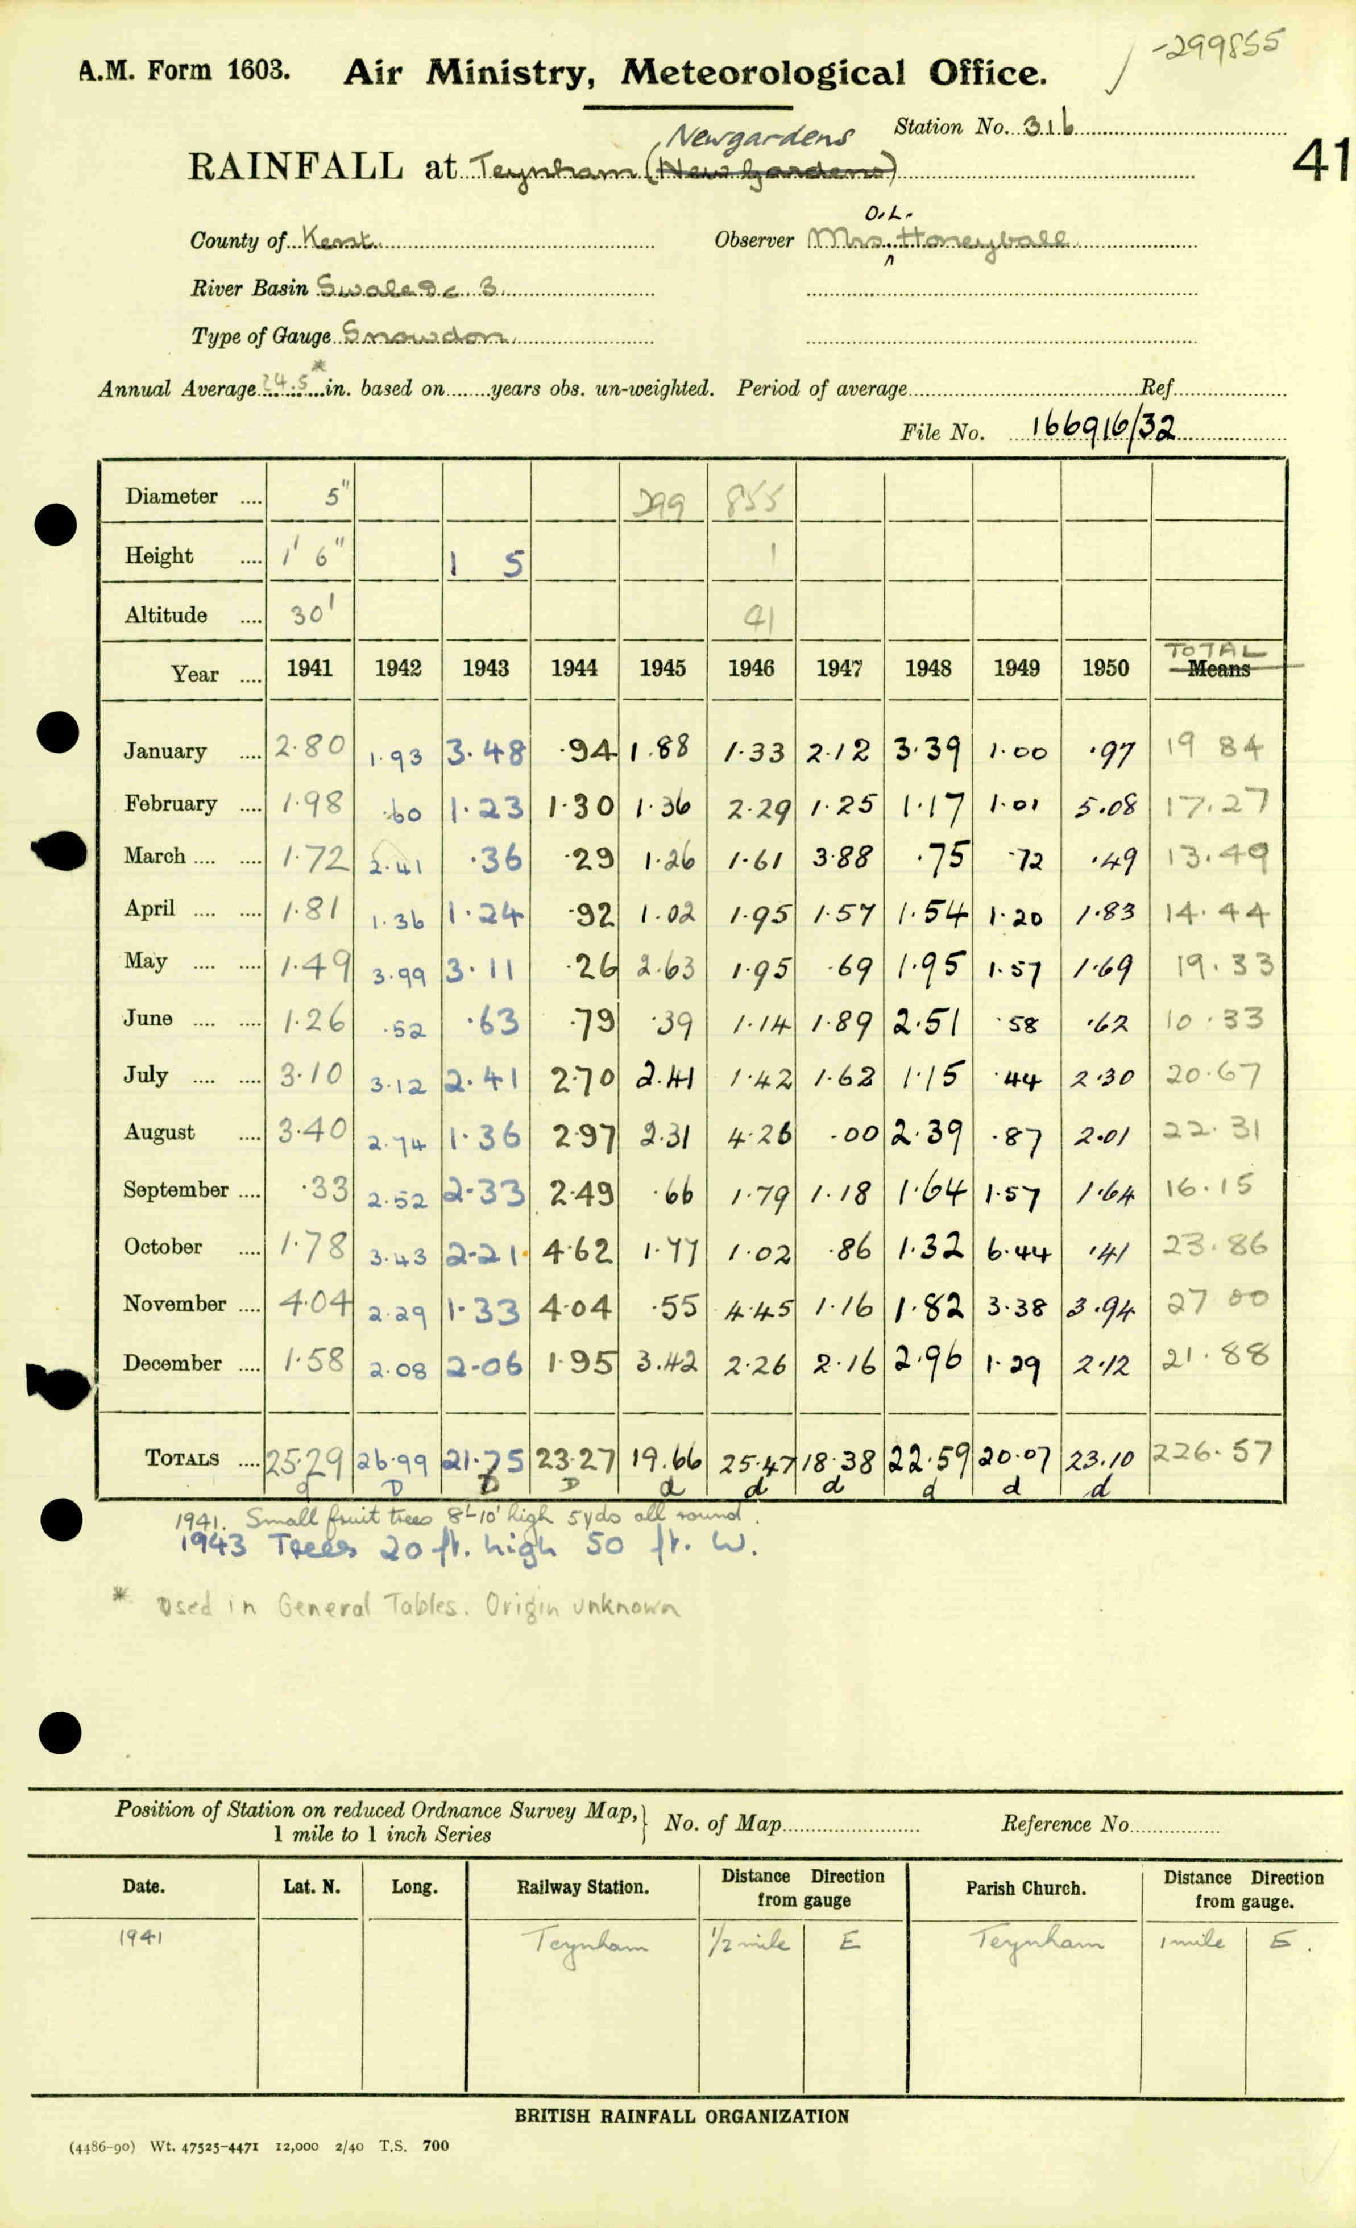 -299855
A.M. Form 1603. Air Ministry, Meteorological Office.
Station No. 316
41
Newgardens
RAINFALL at Teynham (New Gardens)
O.L.
County of Kent Observer Mrs. Honeyball
River Basin Swale &c 3
Type of Gauge Snowdon
Annual Average 24.5* in. based on years obs. un-weighted. Period of average Ref
File No. 166916/32
Diameter .... 5" 299 855
Height .... 1' 6" 1 5 1
Altitude .... 30' 41
TOTAL
Year .... 1941 1942 1943 1944 1945 1946 1947 1948 1949 1950 Means
January .... 2.80 1.93 3.48 .94 1.88 1.33 2.12 3.39 1.00 .97 19 84
February .... 1.98 .60 1.23 1.30 1.36 2.29 1.25 1.17 1.01 5.08 17.27
March .... .... 1.72 2.41 .36 .29 1.26 1.61 3.88 .75 .72 .49 13.49
April .... .... 1.81 1.36 1.24 .92 1.02 1.95 1.57 1.54 1.20 1.83 14.44
May .... .... 1.49 3.99 3.11 .26 2.63 1.95 .69 1.95 1.57 1.69 19.33
June .... .... 1.26 .52 .63 .79 .39 1.14 1.89 2.51 .58 .62 10.33
July .... .... 3.10 3.12 2.41 2.70 2.41 1.42 1.62 1.15 .44 2.30 20.67
August .... 3.40 2.74 1.36 2.97 2.31 4.26 .00 2.39 .87 2.01 22.31
September .... .33 2.52 2.33 2.49 .66 1.79 1.18 1.64 1.57 1.64 16.15
October .... 1.78 3.43 2.21 4.62 1.77 1.02 .86 1.32 6.44 .41 23.86
November .... 4.04 2.29 1.33 4.04 .55 4.45 1.16 1.82 3.38 3.94 27 00
December .... 1.58 2.08 2.06 1.95 3.42 2.26 2.16 2.96 1.29 2.12 21.88
TOTALS .... 25.29 26.99 21.75 23.27 19.66 25.47 18.38 22.59 20.07 23.10 226.57
d D D D d d d d d d
1941. Small fruit trees 8'-10' high 5yds all round.
1943 Trees 20 ft. high 50 ft. W.
* Used in General Tables. Origin unknown
Position of Station on reduced Ordnance Survey Map, 1 mile to 1 inch Series } No. of Map Reference No
Date. Lat. N. Long. Railway Station. Distance Direction from gauge Parish Church. Distance Direction from gauge.
1941 Teynham 1/2 mile E Teynham 1 mile E.
BRITISH RAINFALL ORGANIZATION
(4486-90) Wt. 47525-4471 12,000 2/40 T.S. 700